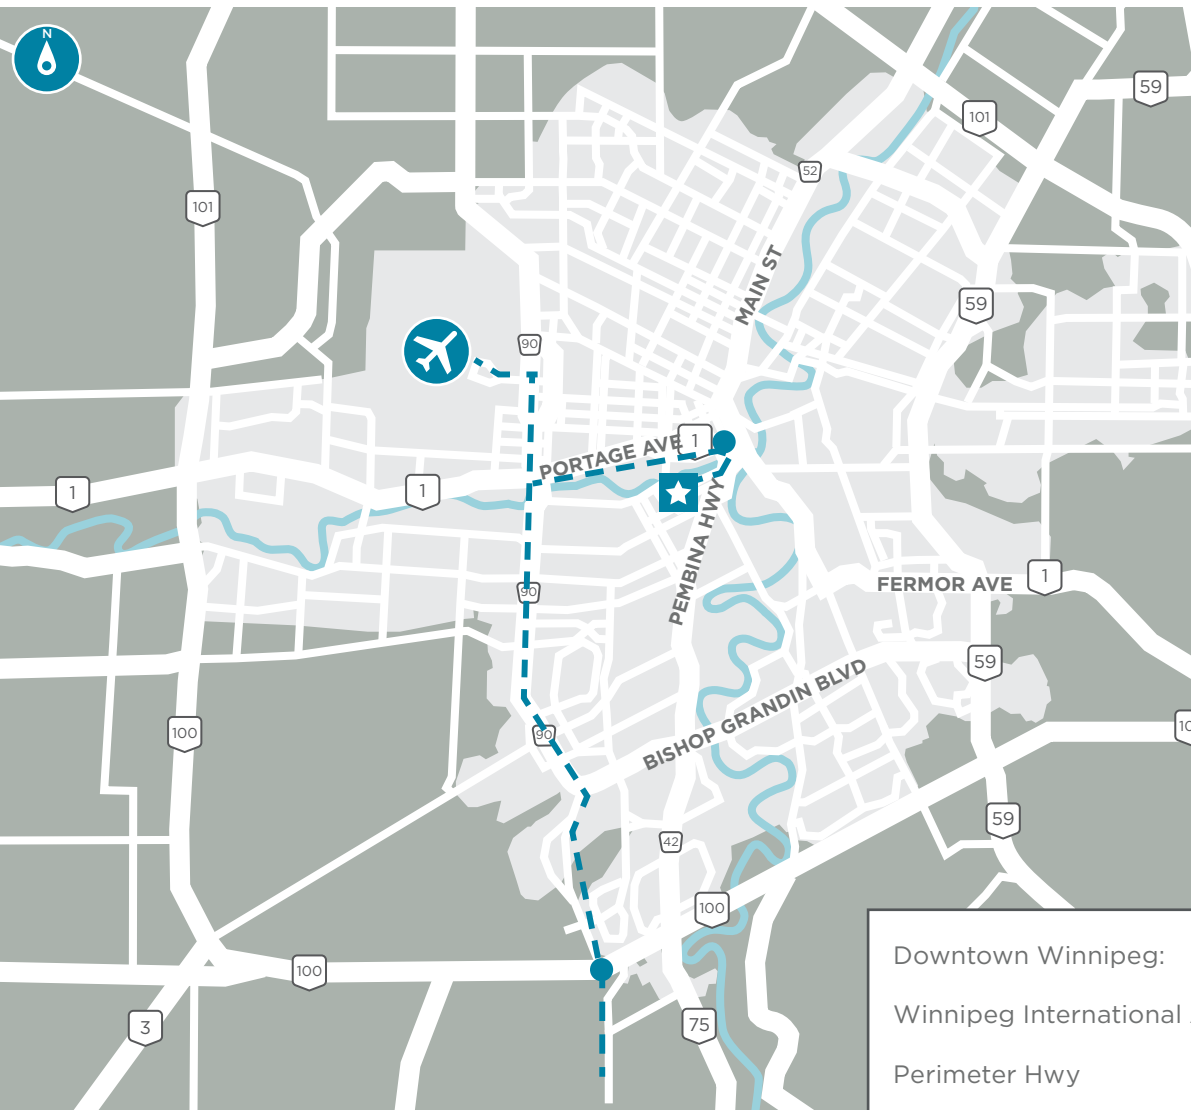 N
59
101
52
101
MAIN ST
59
90
PORTAGE AVE
1
1
1
PEMBINA HWY
90
FERMOR AVE
1
59
BISHOP GRANDIN BLVD
100
90
59
42
100
100
3
75
Downtown Winnipeg:
Winnipeg International
Perimeter Hwy